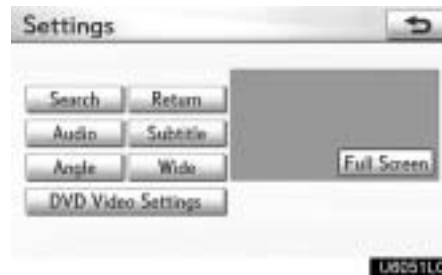 Settings
Search Return
Audio Subtitle
Angle Wide
Full Screen
DVD Video Settings
U6051LC